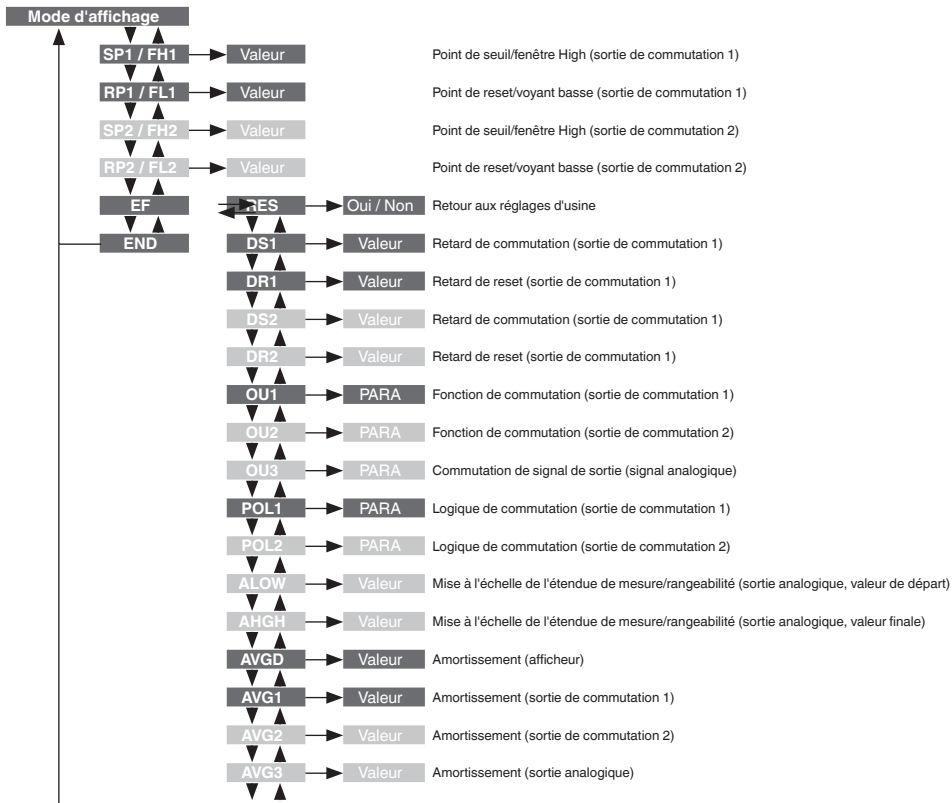 Mode d'affichage
SP1 / FH1 Valeur Point de seuil/fenêtre High (sortie de commutation 1)
RP1 / FL1 Valeur Point de reset/voyant basse (sortie de commutation 1)
SP2 / FH2 Valeur Point de seuil/fenêtre High (sortie de commutation 2)
RP2 / FL2 Valeur Point de reset/voyant basse (sortie de commutation 2)
EF RES Oui / Non Retour aux réglages d'usine
END DS1 Valeur Retard de commutation (sortie de commutation 1)
DR1 Valeur Retard de reset (sortie de commutation 1)
DS2 Valeur Retard de commutation (sortie de commutation 1)
DR2 Valeur Retard de reset (sortie de commutation 1)
OU1 PARA Fonction de commutation (sortie de commutation 1)
OU2 PARA Fonction de commutation (sortie de commutation 2)
OU3 PARA Commutation de signal de sortie (signal analogique)
POL1 PARA Logique de commutation (sortie de commutation 1)
POL2 PARA Logique de commutation (sortie de commutation 2)
ALOW Valeur Mise à l'échelle de l'étendue de mesure/rangeabilité (sortie analogique, valeur de départ)
AHGH Valeur Mise à l'échelle de l'étendue de mesure/rangeabilité (sortie analogique, valeur finale)
AVGD Valeur Amortissement (afficheur)
AVG1 Valeur Amortissement (sortie de commutation 1)
AVG2 Valeur Amortissement (sortie de commutation 2)
AVG3 Valeur Amortissement (sortie analogique)